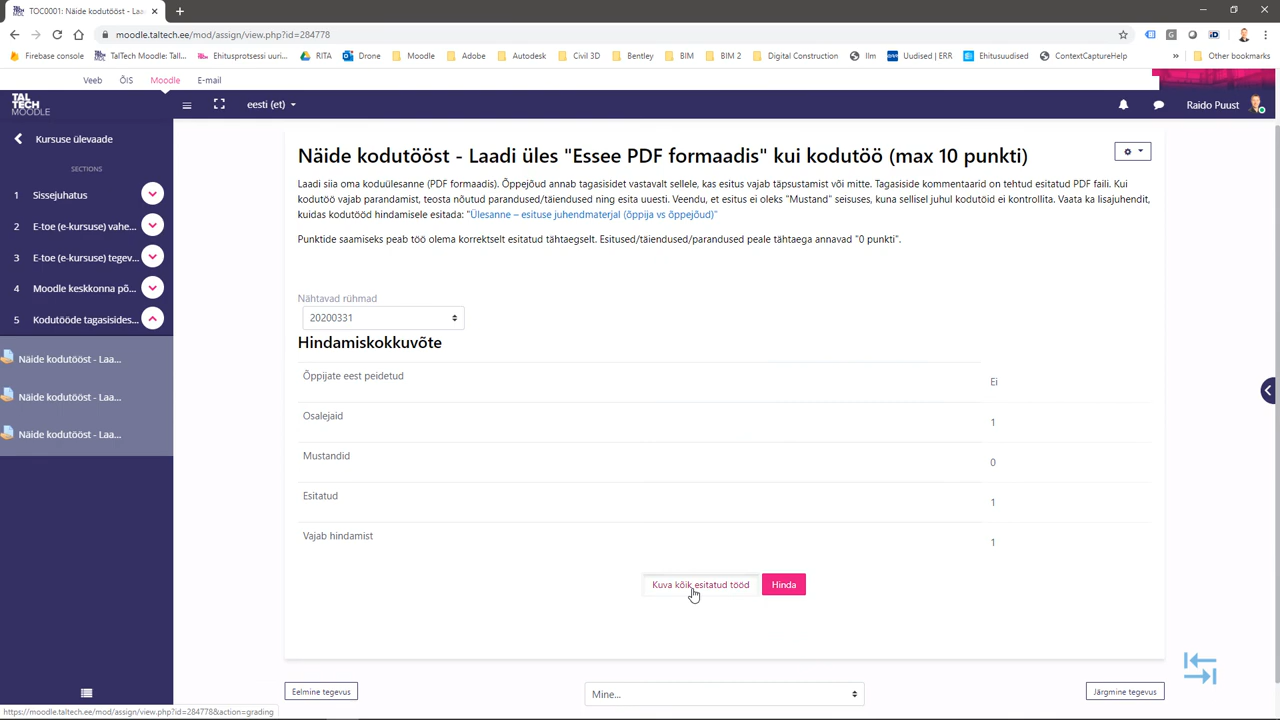 TOC0001: Näide kodutööst - Laa
moodle.taltech.ee/mod/assign/view.php?id=284778
Firebase console
TalTech Moodle: Tall...
Ehitusprotsessi uuri...
RITA
Drone
Moodle
Adobe
Autodesk
Civil 3D
Bentley
BIM
BIM 2
Digital Construction
Ilm
Uudised | ERR
Ehitusuudised
ContextCaptureHelp
Other bookmarks
Veeb
ÕIS
Moodle
E-mail
TAL
TECH
MOODLE
eesti (et)
Raido Puust
Kursuse ülevaade
SECTIONS
1 Sissejuhatus
2 E-toe (e-kursuse) vahe...
3 E-toe (e-kursuse) tegev...
4 Moodle keskkonna põ...
5 Kodutööde tagasisides...
Näide kodutööst - Laa...
Näide kodutööst - Laa...
Näide kodutööst - Laa...
Näide kodutööst - Laadi üles "Essee PDF formaadis" kui kodutöö (max 10 punkti)
Laadi siia oma koduülesanne (PDF formaadis). Õppejõud annab tagasisidet vastavalt sellele, kas esitus vajab täpsustamist või mitte. Tagasiside kommentaarid on tehtud esitatud PDF faili. Kui
kodutöö vajab parandamist, teosta nõutud parandused/täiendused ning esita uuesti. Veendu, et esitus ei oleks "Mustand" seisuses, kuna sellisel juhul kodutöid ei kontrollita. Vaata ka lisajuhendit,
kuidas kodutööd hindamisele esitada: "Ülesanne – esituse juhendmaterjal (õppija vs õppejõud)"
Punktide saamiseks peab töö olema korrektselt esitatud tähtaegselt. Esitused/täiendused/parandused peale tähtaega annavad "0 punkti".
Nähtavad rühmad
20200331
Hindamiskokkuvõte
Õppijate eest peidetud
Ei
Osalejaid
1
Mustandid
0
Esitatud
1
Vajab hindamist
1
Kuva kõik esitatud tööd
Hinda
Eelmine tegevus
Mine...
Järgmine tegevus
https://moodle.taltech.ee/mod/assign/view.php?id=284778&action=grading